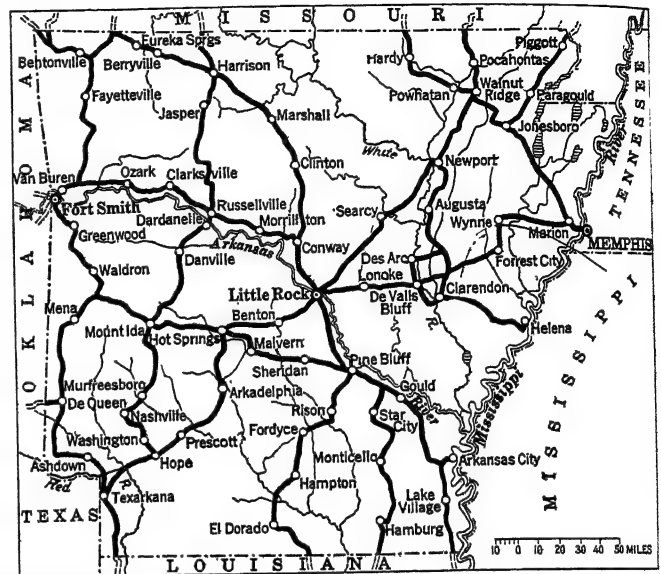 MISSOURI
Eureka Sprgs
Bentonville
Berryville
Harrison
Hardy
Pocahontas
Piggott
Walnut
Ridge
Powhatan
Paragould
Jonesboro
Fayetteville
Jasper
Marshall
OKLAHOMA
TENNESSEE
White
River
Clinton
Newport
Van Buren
Ozark
Clarksville
Fort Smith
Russellville
Morrilton
Searcy
Augusta
Wynne
Marion
MEMPHIS
Greenwood
Dardanelle
Arkansas
Conway
Danville
Des Arc
Lonoke
Forrest City
Waldron
Little Rock
De Valls
Bluff
Clarendon
R.
Mena
Benton
Helena
Mount Ida
Hot Springs
Malvern
Sheridan
Pine Bluff
Murfreesboro
De Queen
Arkadelphia
Gould
River
Mississippi
MISSISSIPPI
Nashville
Rison
Star
City
Washington
Prescott
Fordyce
Ashdown
Hope
Monticello
Arkansas City
Red
R.
Texarkana
Hampton
Lake
Village
TEXAS
El Dorado
Hamburg
10 0 10 20 30 40 50 MILES
LOUISIANA